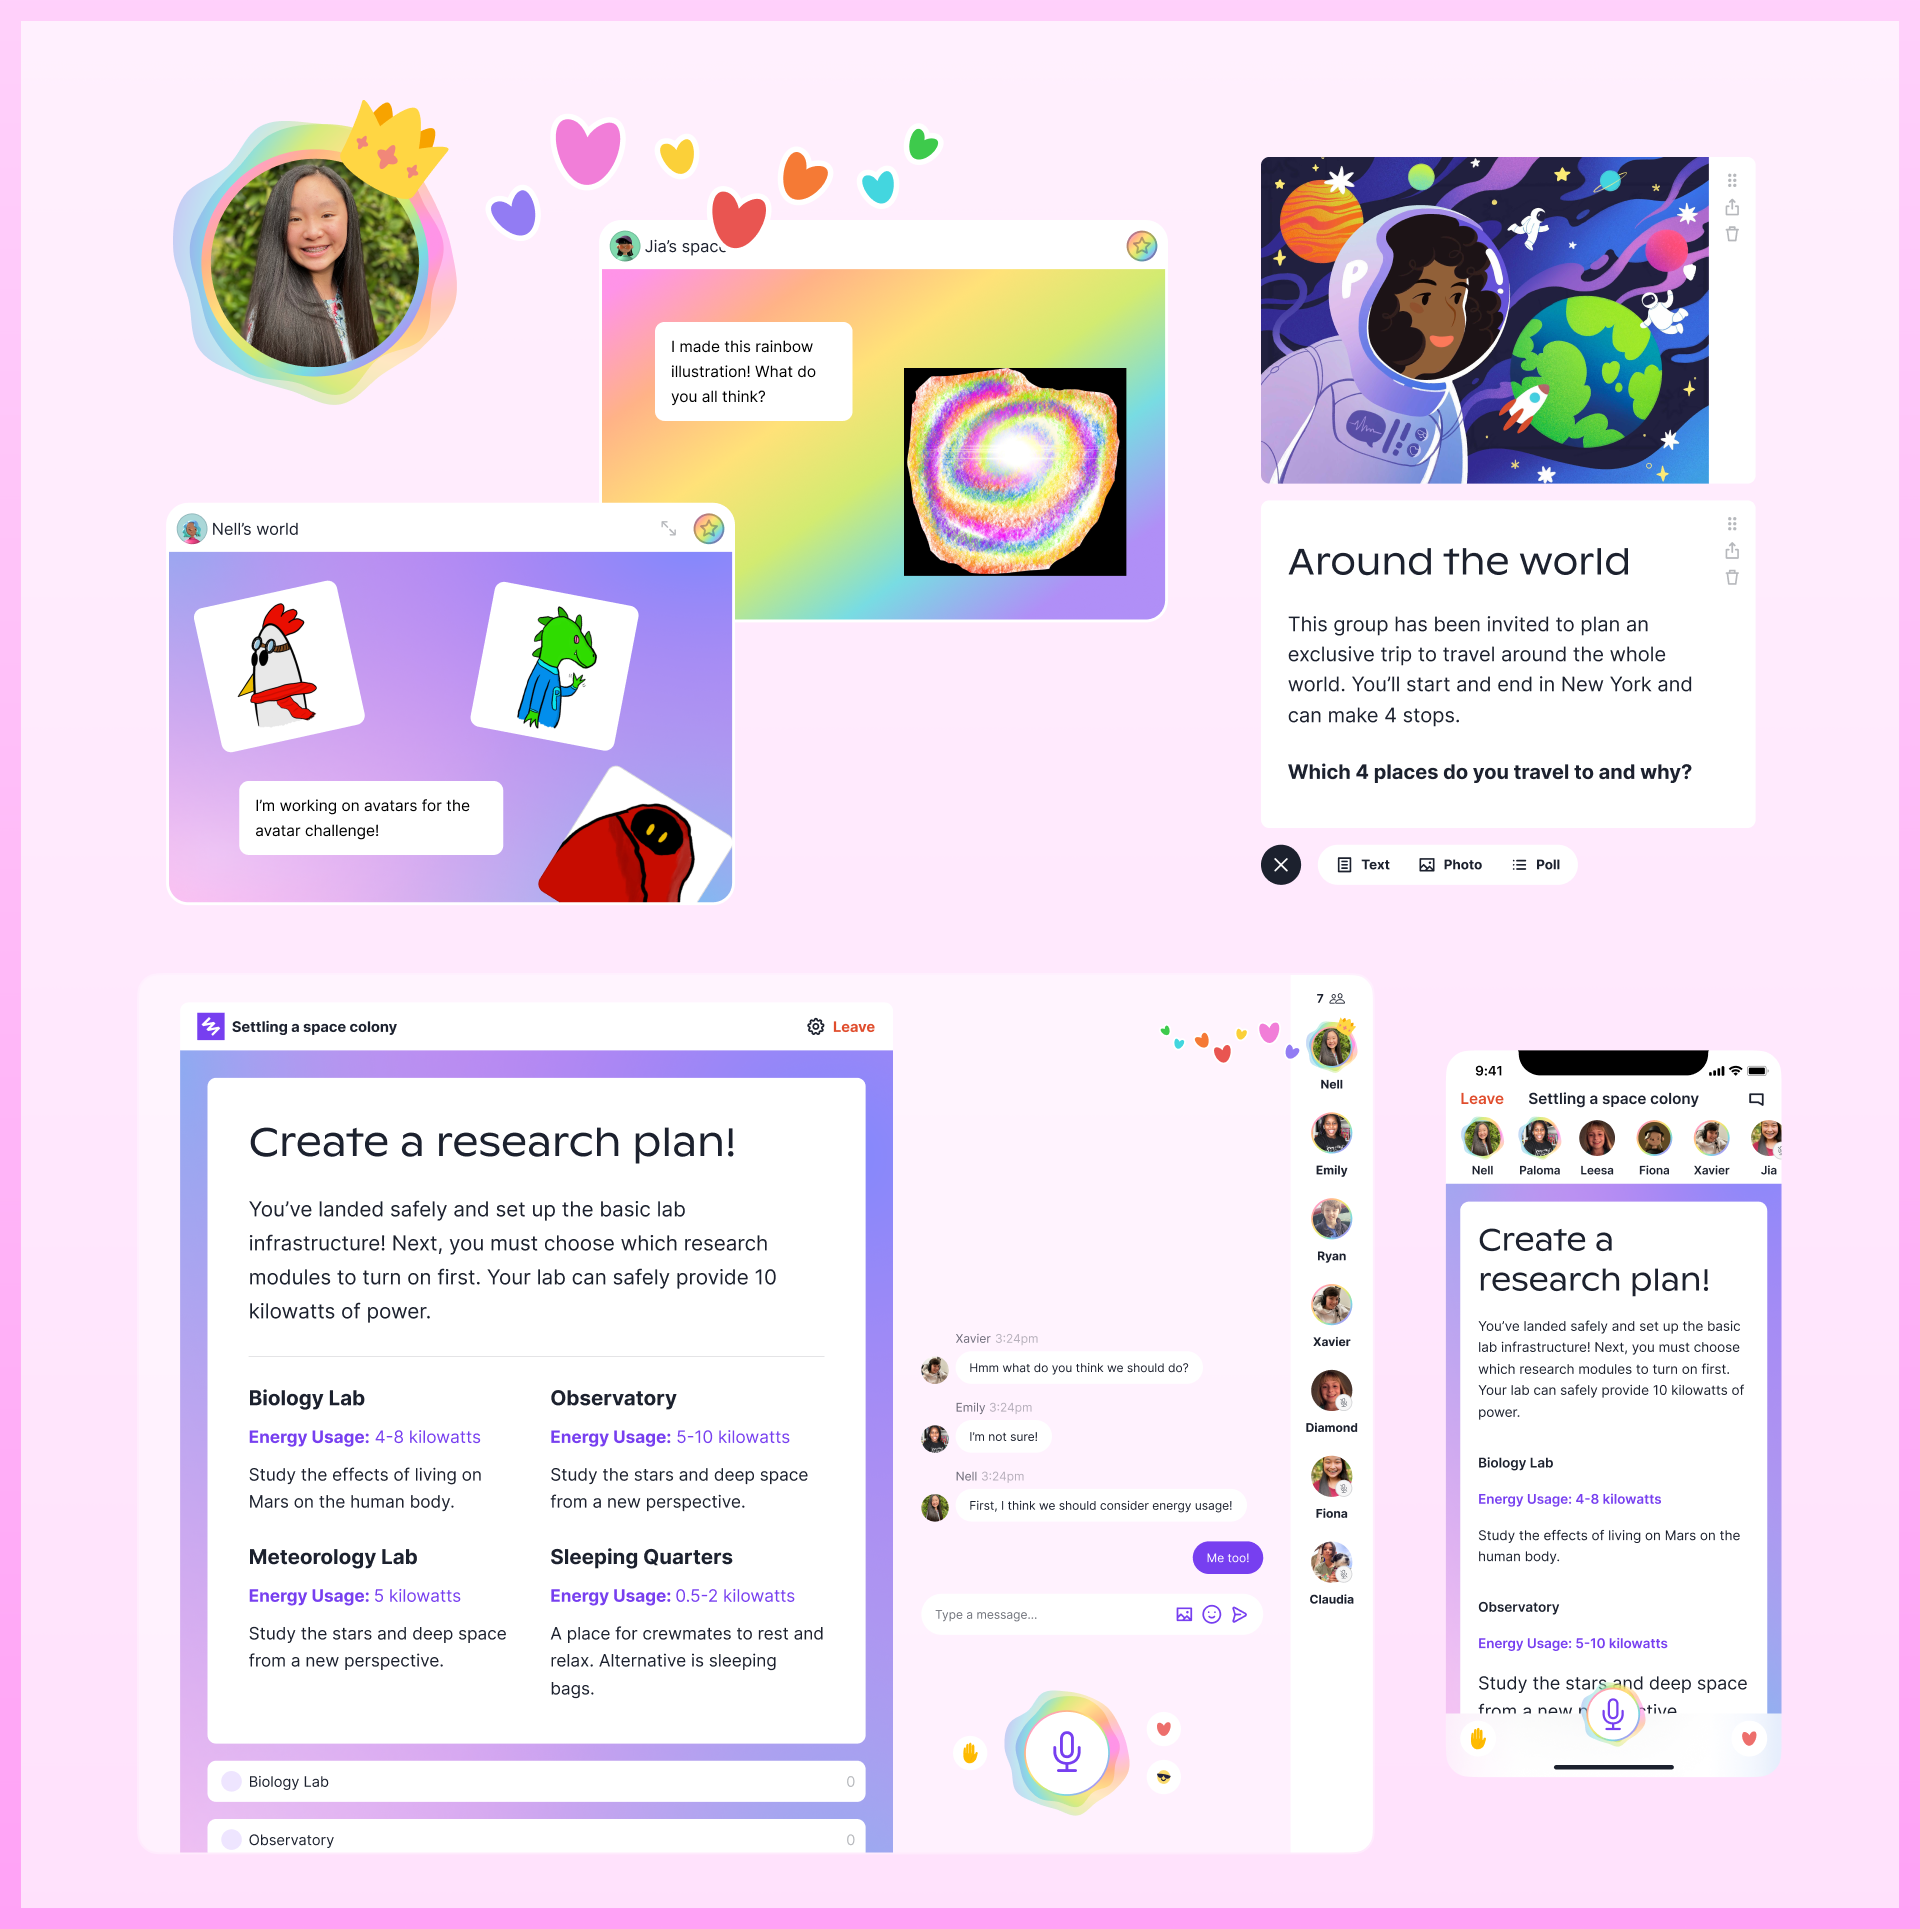 Jia's space
I made this rainbow
illustration! What do
you all think?
Nell's world
I'm working on avatars for the
avatar challenge!
P
Around the world
This group has been invited to plan an
exclusive trip to travel around the whole
world. You'll start and end in New York and
can make 4 stops.
Which 4 places do you travel to and why?
Text
Photo
Poll
Settling a space colony
Leave
Create a research plan!
You've landed safely and set up the basic lab
infrastructure! Next, you must choose which research
modules to turn on first. Your lab can safely provide 10
kilowatts of power.
Biology Lab
Energy Usage: 4-8 kilowatts
Study the effects of living on
Mars on the human body.
Observatory
Energy Usage: 5-10 kilowatts
Study the stars and deep space
from a new perspective.
Meteorology Lab
Energy Usage: 5 kilowatts
Study the stars and deep space
from a new perspective.
Sleeping Quarters
Energy Usage: 0.5-2 kilowatts
A place for crewmates to rest and
relax. Alternative is sleeping
bags.
Biology Lab 0
Observatory 0
Xavier 3:24pm
Hmm what do you think we should do?
Emily 3:24pm
I'm not sure!
Nell 3:24pm
First, I think we should consider energy usage!
Me too!
Type a message...
7
Nell
Emily
Ryan
Xavier
Diamond
Fiona
Claudia
9:41
Leave
Settling a space colony
Nell
Paloma
Leesa
Fiona
Xavier
Jia
Create a
research plan!
You've landed safely and set up the basic
lab infrastructure! Next, you must choose
which research modules to turn on first.
Your lab can safely provide 10 kilowatts of
power.
Biology Lab
Energy Usage: 4-8 kilowatts
Study the effects of living on Mars on the
human body.
Observatory
Energy Usage: 5-10 kilowatts
Study the stars and deep space
from a new